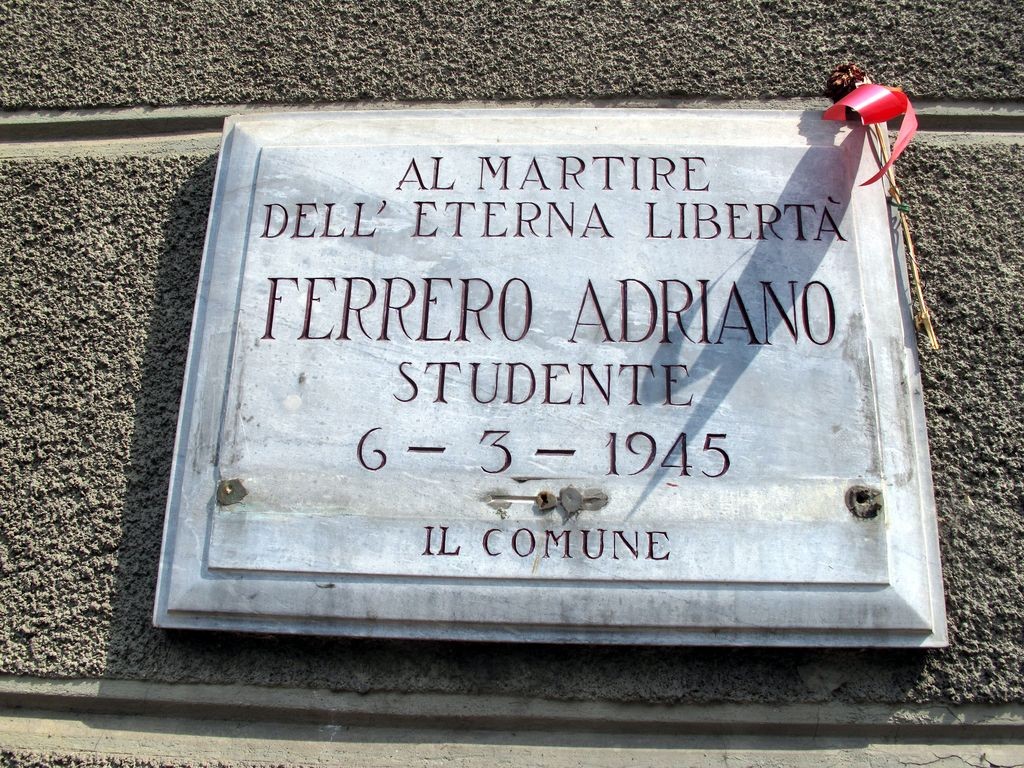 AL MARTIRE
DELL' ETERNA LIBERTÀ
FERRERO ADRIANO
STUDENTE
6 – 3 – 1945
IL COMUNE